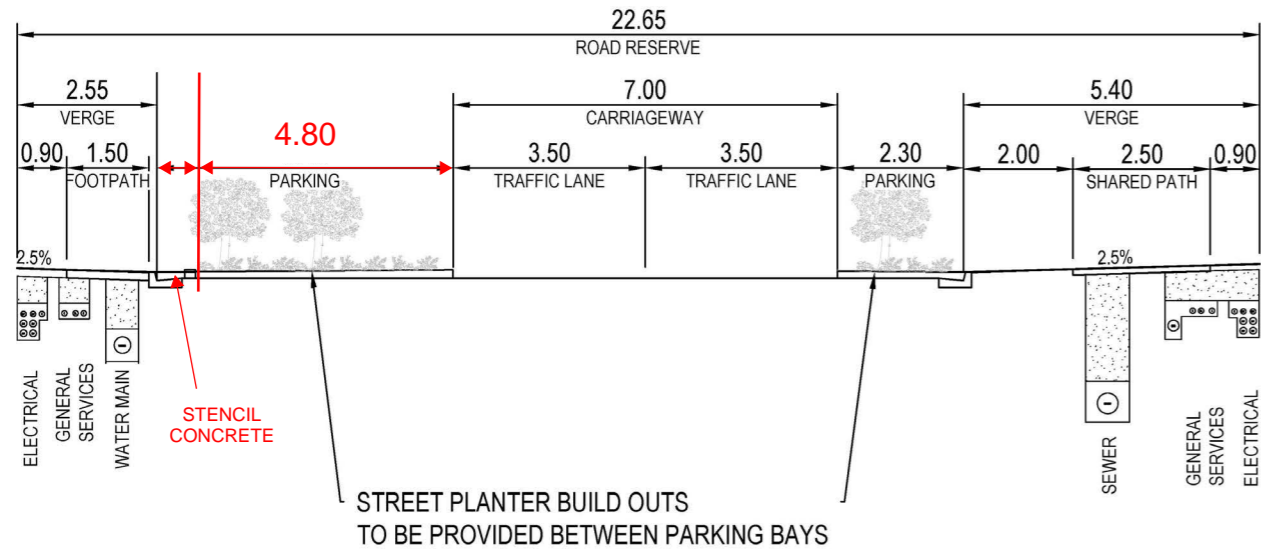 22.65
ROAD RESERVE
2.55
VERGE
7.00
CARRIAGEWAY
5.40
VERGE
4.80
0.90
1.50
FOOTPATH
PARKING
3.50
TRAFFIC LANE
3.50
TRAFFIC LANE
2.30
PARKING
2.00
2.50
SHARED PATH
0.90
2.5%
2.5%
ELECTRICAL
GENERAL
SERVICES
WATER MAIN
STENCIL
CONCRETE
SEWER
GENERAL
SERVICES
ELECTRICAL
STREET PLANTER BUILD OUTS
TO BE PROVIDED BETWEEN PARKING BAYS